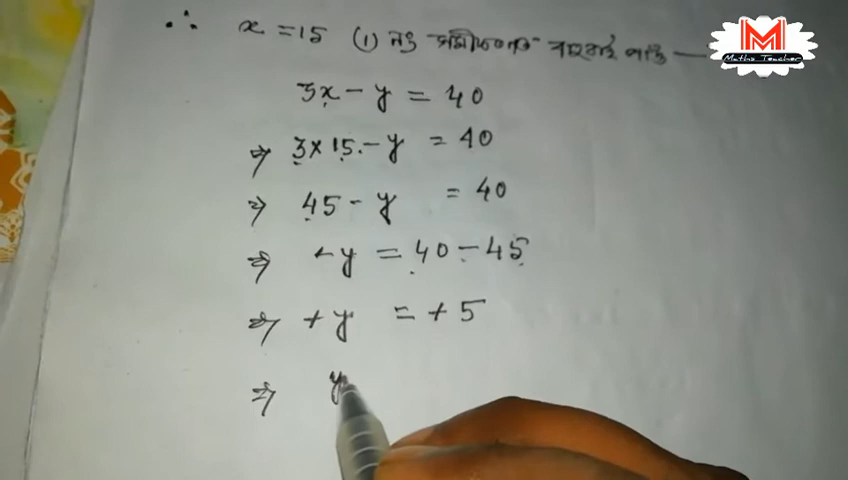 ∴ x = 15 (1) নং সমীকরণে বসাই পাই —
M
Maths Teacher
3x - y = 40
⇒ 3 × 15 - y = 40
⇒ 45 - y = 40
⇒ - y = 40 - 45
⇒ + y = + 5
⇒ y